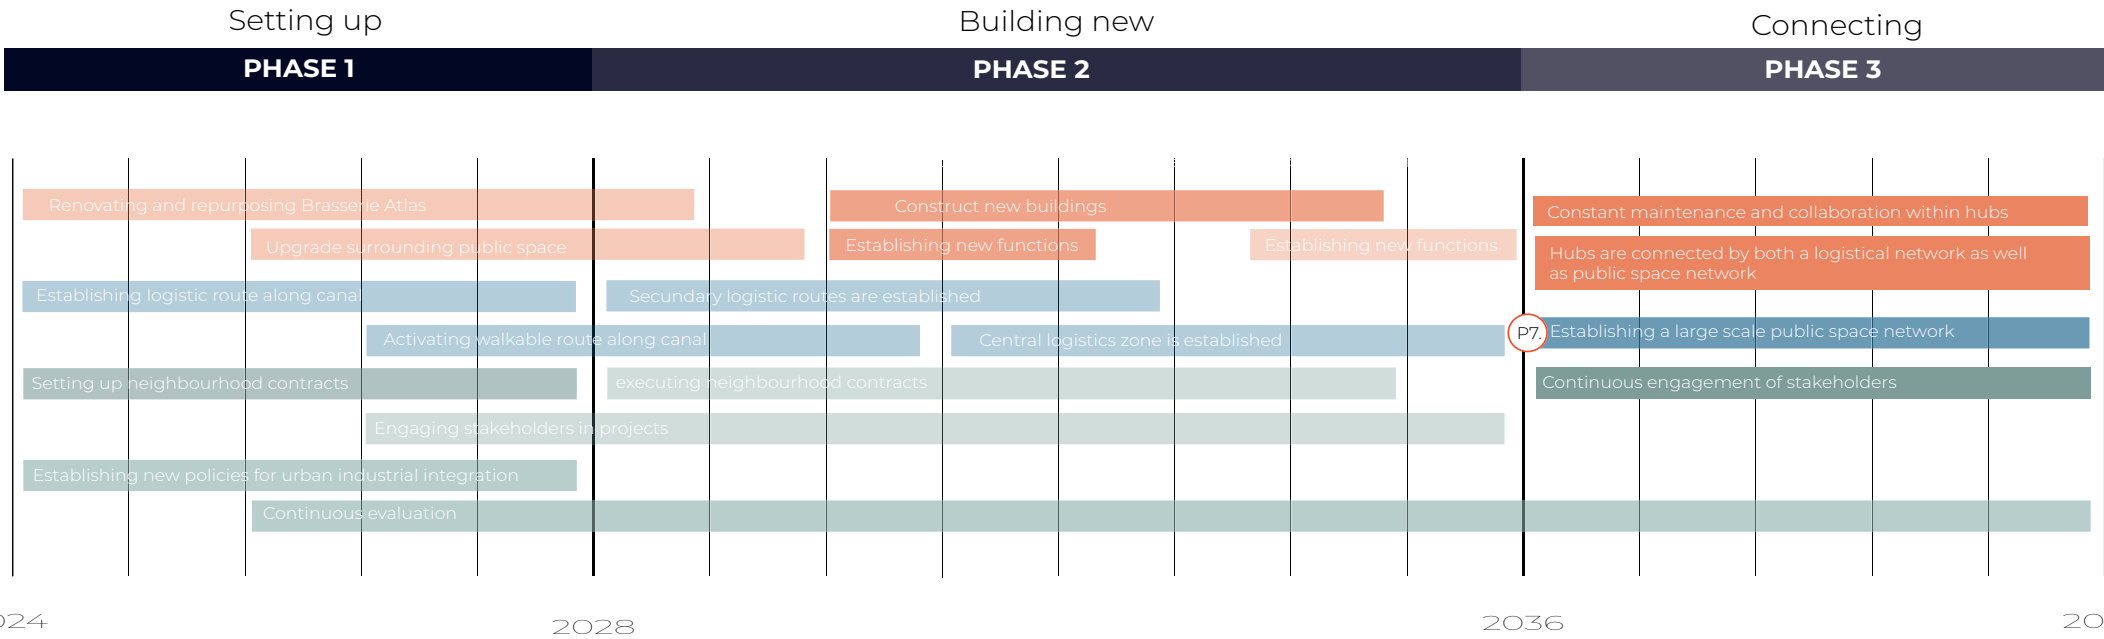 Setting up
Building new
Connecting
PHASE 1
PHASE 2
PHASE 3
Renovating and repurposing Brasserie Atlas
Construct new buildings
Constant maintenance and collaboration within hubs
Upgrade surrounding public space
Establishing new functions
Establishing new functions
Hubs are connected by both a logistical network as well
as public space network
Establishing logistic route along canal
Secundary logistic routes are established
Activating walkable route along canal
Central logistics zone is established
P7.
Establishing a large scale public space network
Setting up neighbourhood contracts
executing neighbourhood contracts
Continuous engagement of stakeholders
Engaging stakeholders in projects
Establishing new policies for urban industrial integration
Continuous evaluation
024
2028
2036
20